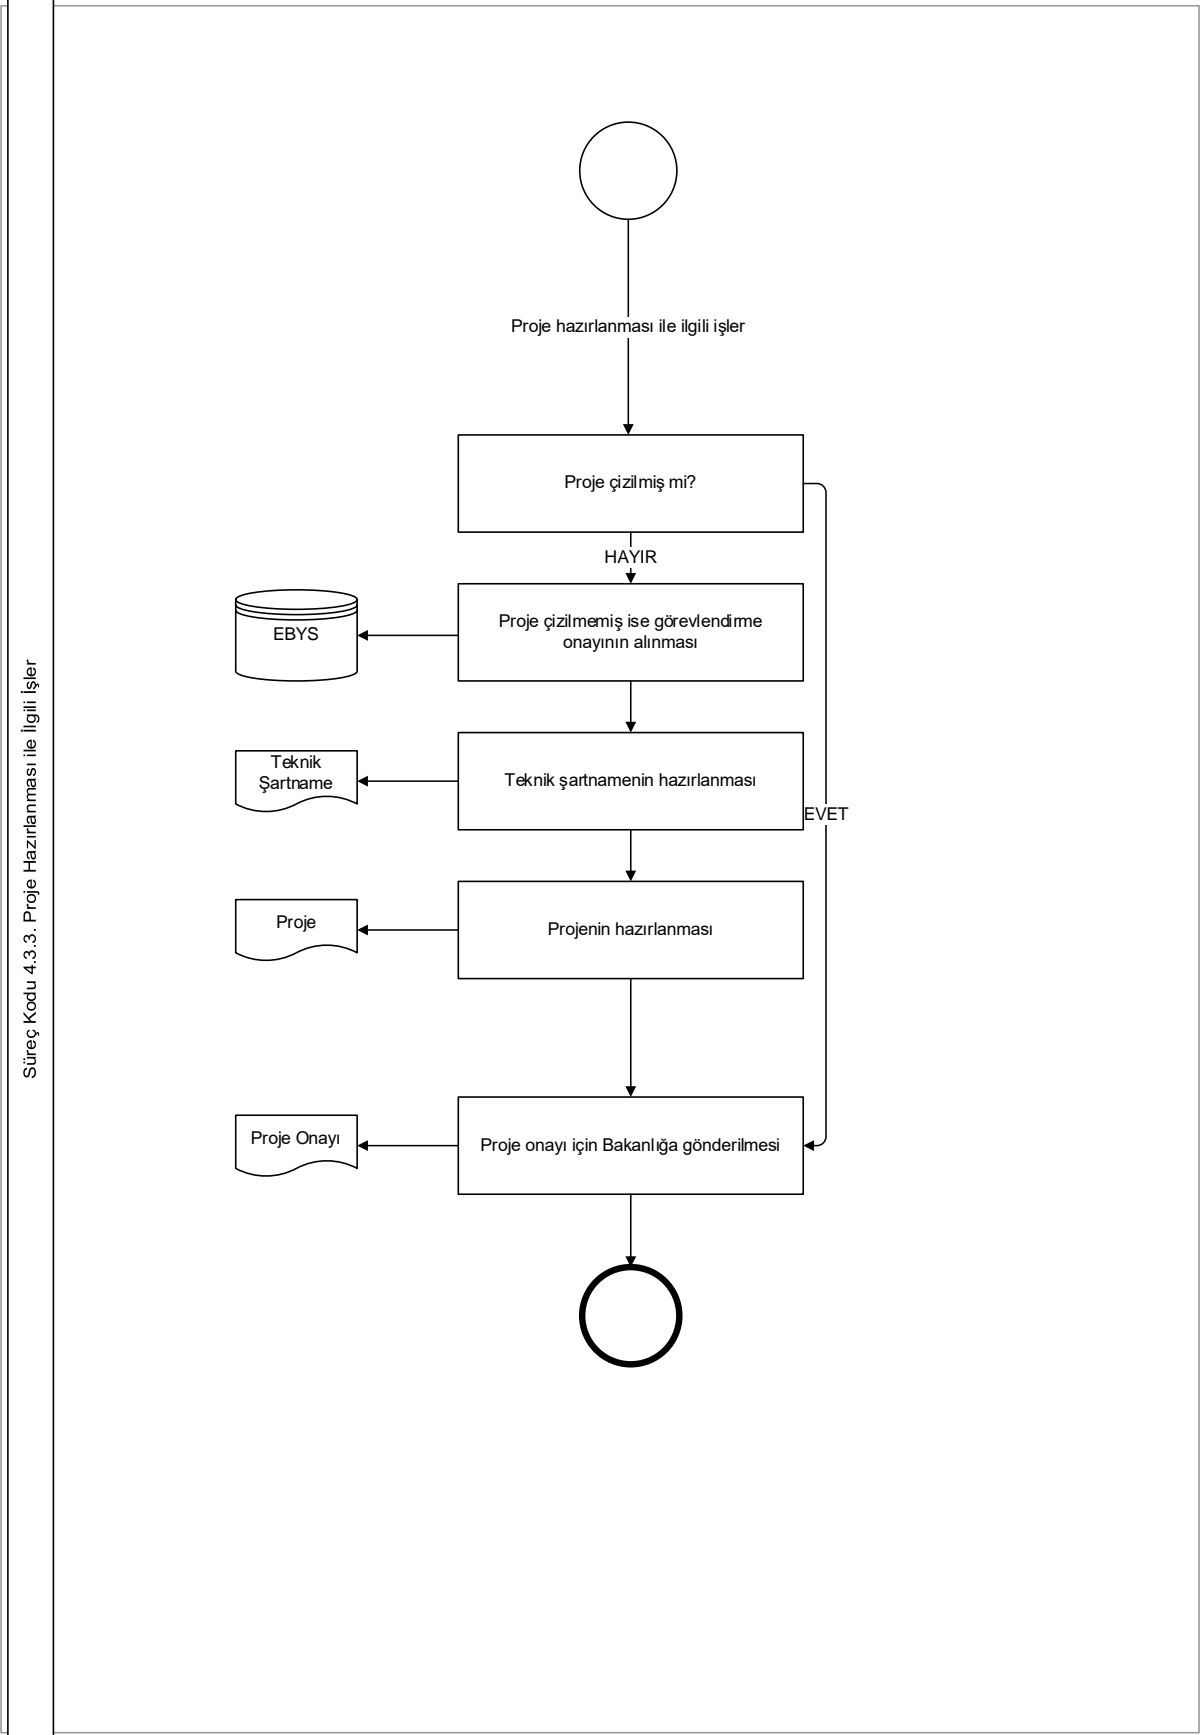 Süreç Kodu 4.3.3. Proje Hazırlanması ile İlgili İşler
Proje hazırlanması ile ilgili işler
Proje çizilmiş mi?
HAYIR
Proje çizilmemiş ise görevlendirme
onayının alınması
EBYS
Teknik şartnamenin hazırlanması
Teknik
Şartname
EVET
Projenin hazırlanması
Proje
Proje onayı için Bakanlığa gönderilmesi
Proje Onayı